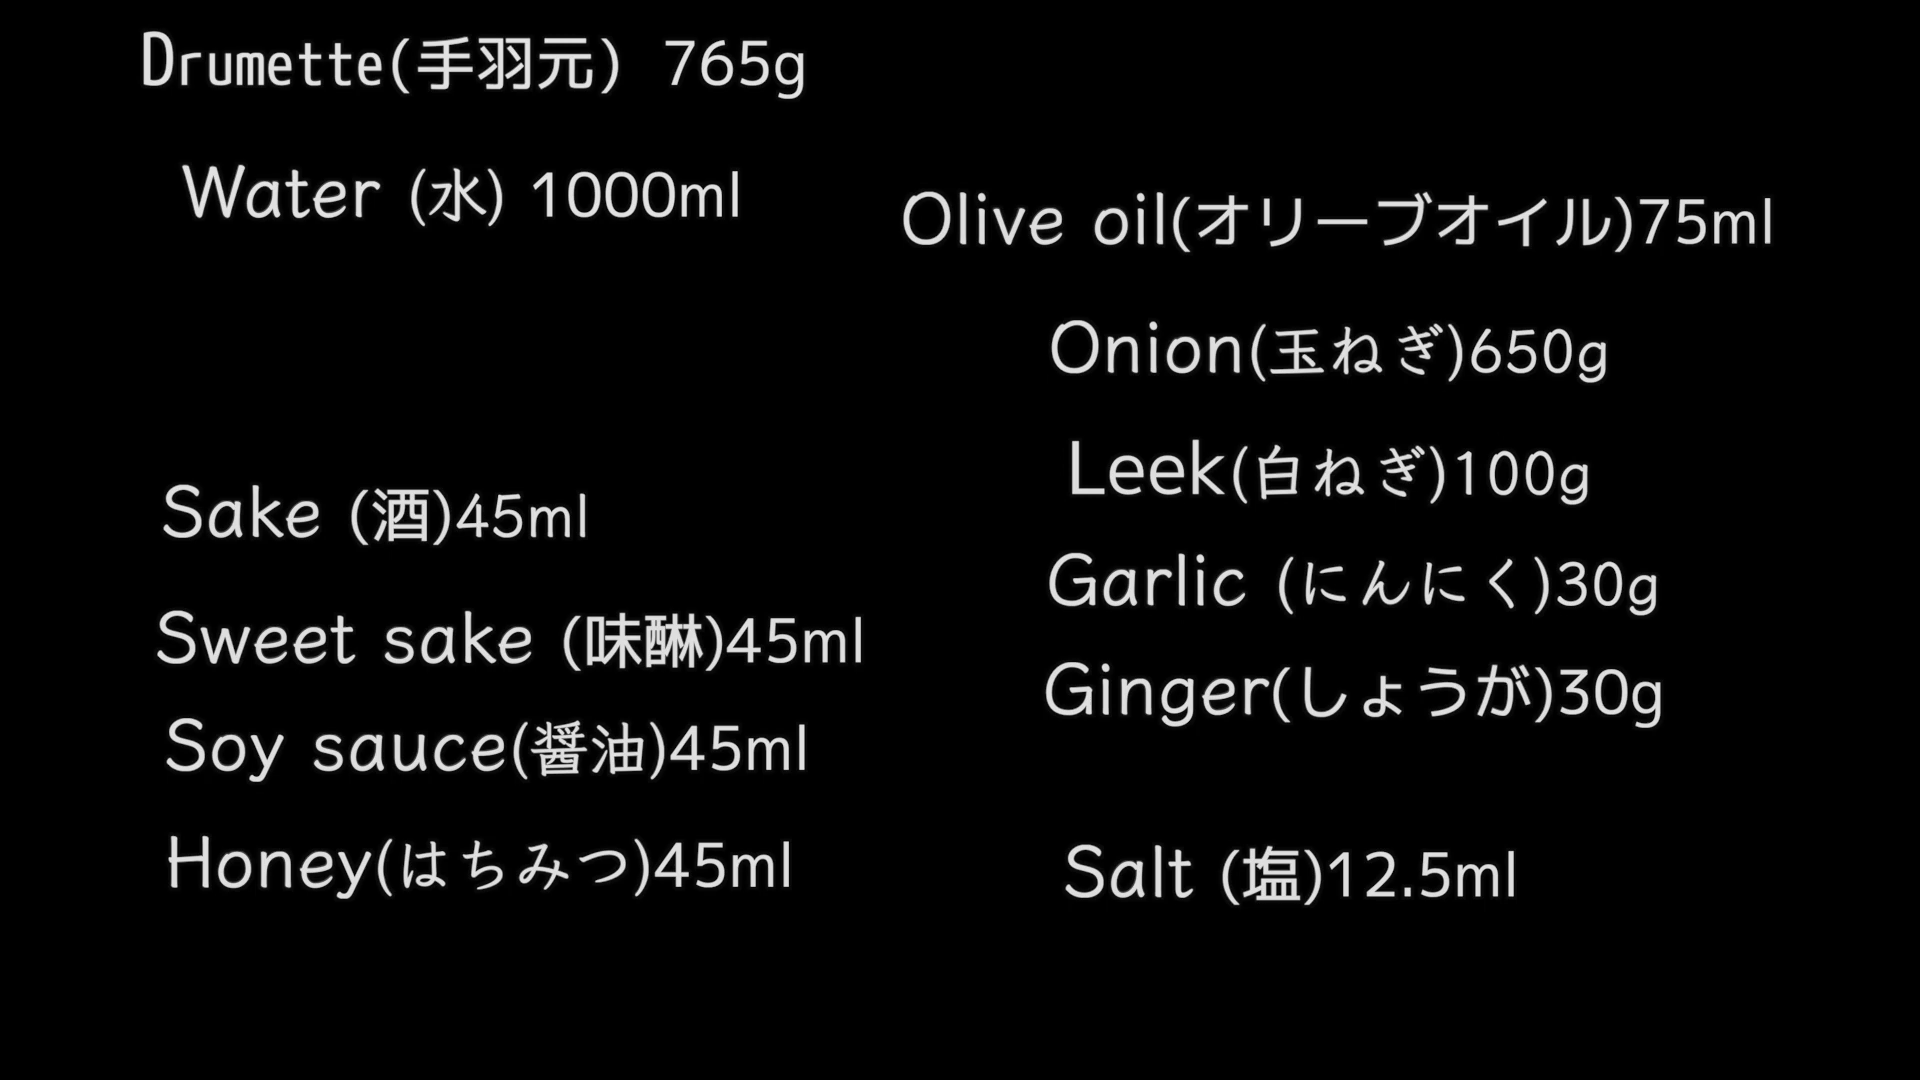 Drumette(手羽元) 765g
Water (水) 1000ml
Sake (酒)45ml
Sweet sake (味醂)45ml
Soy sauce(醤油)45ml
Honey(はちみつ)45ml
Olive oil(オリーブオイル)75ml
Onion(玉ねぎ)650g
Leek(白ねぎ)100g
Garlic (にんにく)30g
Ginger(しょうが)30g
Salt (塩)12.5ml